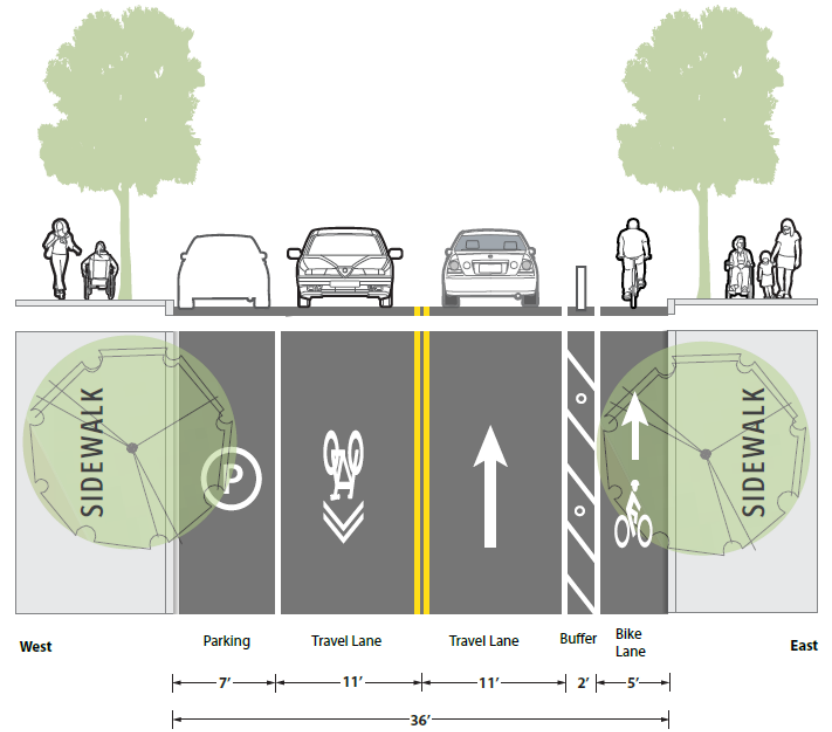 SIDEWALK
P
SIDEWALK
West
Parking
Travel Lane
Travel Lane
Buffer
Bike
Lane
East
7’
11’
11’
2’
5’
36’